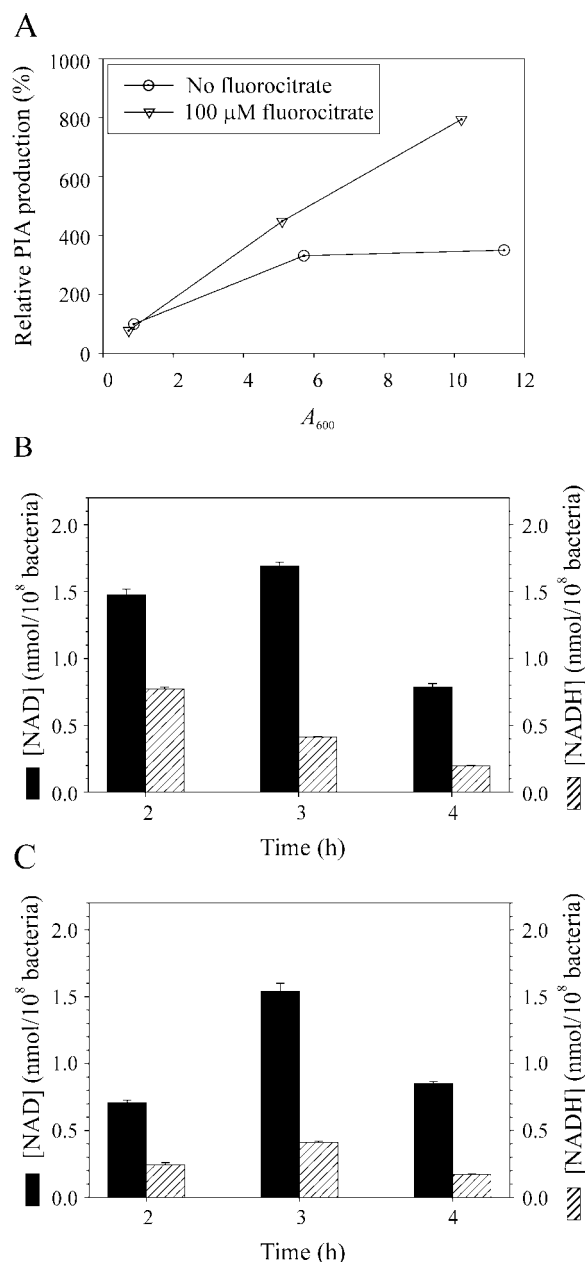 A
Relative PIA production (%)
1000
800
600
400
200
0
No fluorocitrate
100 μM fluorocitrate
0 2 4 6 8 10 12
A600
B
[NAD] (nmol/10⁸ bacteria)
2.0
1.5
1.0
0.5
0.0
[NADH] (nmol/10⁸ bacteria)
2.0
1.5
1.0
0.5
0.0
2 3 4
Time (h)
C
[NAD] (nmol/10⁸ bacteria)
2.0
1.5
1.0
0.5
0.0
[NADH] (nmol/10⁸ bacteria)
2.0
1.5
1.0
0.5
0.0
2 3 4
Time (h)